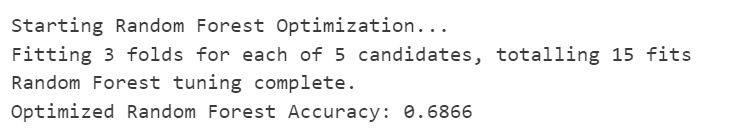 Starting Random Forest Optimization...
Fitting 3 folds for each of 5 candidates, totalling 15 fits
Random Forest tuning complete.
Optimized Random Forest Accuracy: 0.6866